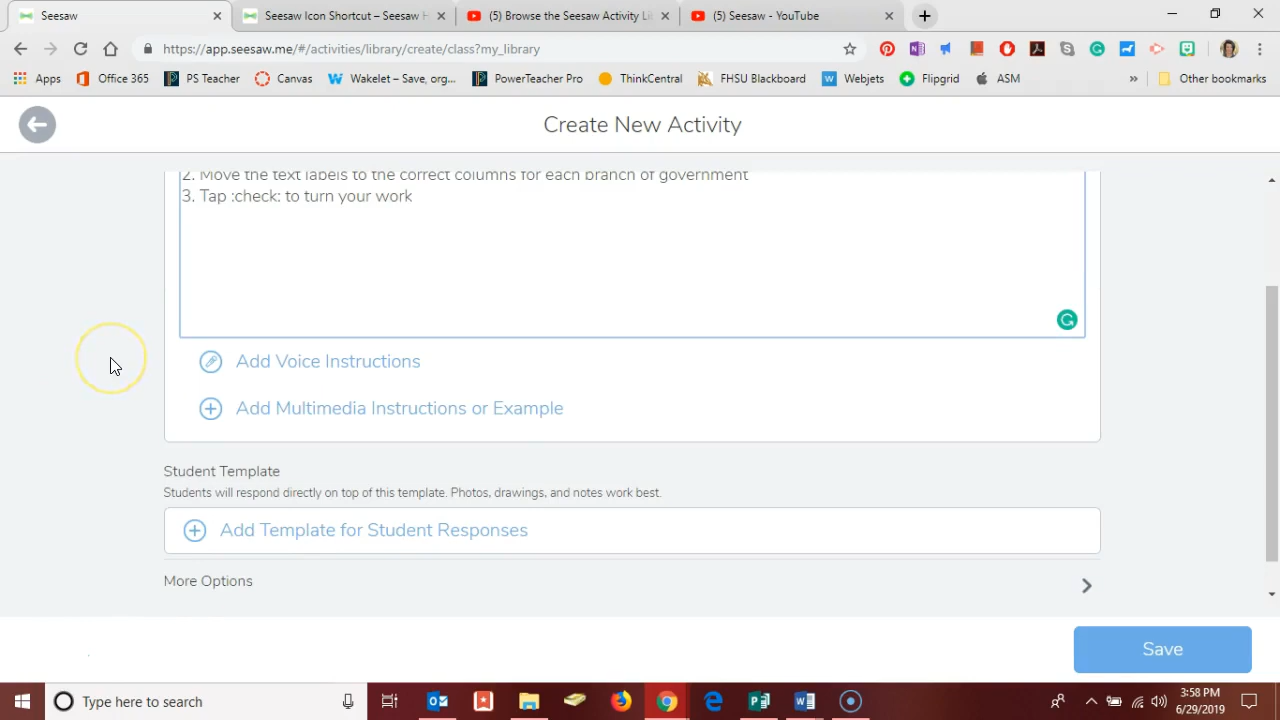 Seesaw
Seesaw Icon Shortcut – Seesaw H
(5) Browse the Seesaw Activity Li
(5) Seesaw - YouTube
https://app.seesaw.me/#/activities/library/create/class?my_library
Apps
Office 365
PS Teacher
Canvas
Wakelet – Save, org...
PowerTeacher Pro
ThinkCentral
FHSU Blackboard
Webjets
Flipgrid
ASM
»
Other bookmarks
Create New Activity
2. Move the text labels to the correct columns for each branch of government
3. Tap :check: to turn your work
Add Voice Instructions
Add Multimedia Instructions or Example
Student Template
Students will respond directly on top of this template. Photos, drawings, and notes work best.
Add Template for Student Responses
More Options
Save
Type here to search
3:58 PM
6/29/2019